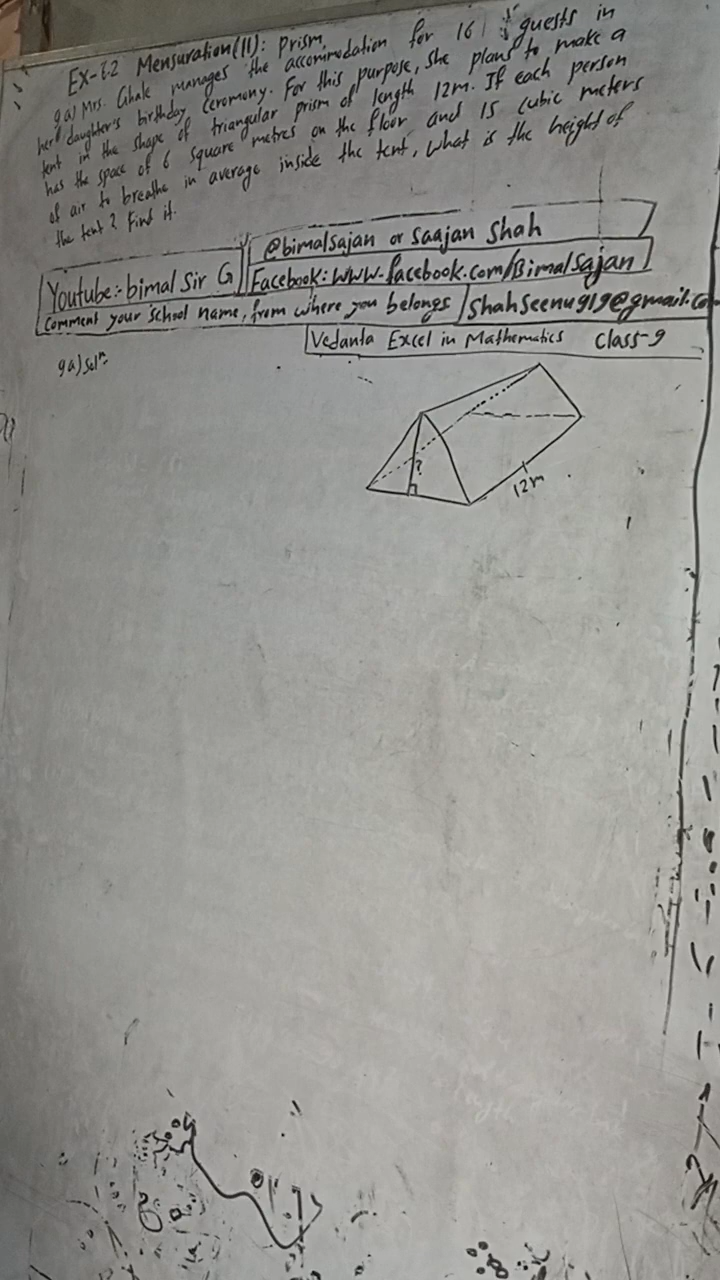 Ex-6.2 Mensuration(II): Prism
9 a) Mrs. Ghale manages the accommodation for 16 guests in
her daughter's birthday ceremony. For this purpose, she plans to make a
tent in the shape of triangular prism of length 12m. If each person
has the space of 6 square metres on the floor and 15 cubic meters
of air to breathe in average inside the tent, what is the height of
the tent? Find it.
@bimalsajan or Saajan Shah
Youtube:- bimal Sir G
Facebook: www.facebook.com/Bimalsajan
Comment your school name, from where you belongs
Shahseenu919@gmail.com
Vedanta Excel in Mathematics Class-9
9 a) solⁿ:
?
12m